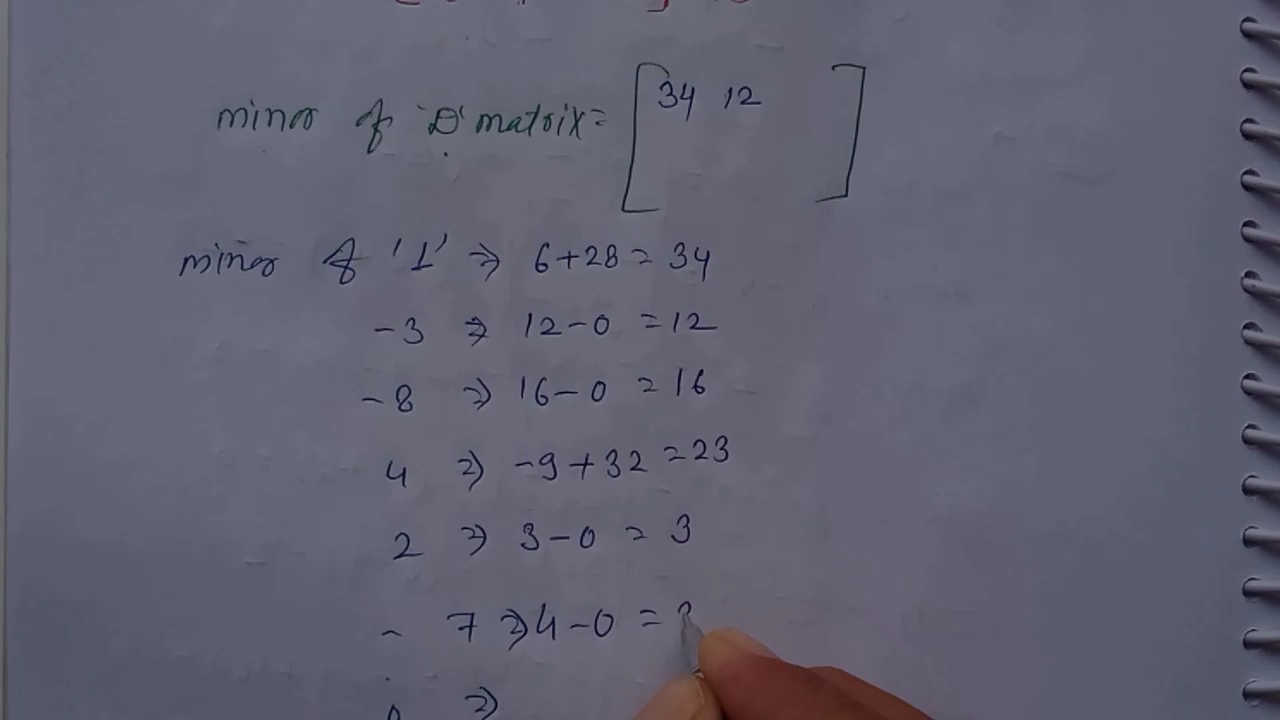 minor of 'D' matrix = [34 12 ]
minor of '1' ⇒ 6+28 = 34
-3 ⇒ 12-0 = 12
-8 ⇒ 16-0 = 16
4 ⇒ -9+32 = 23
2 ⇒ 3-0 = 3
- 7 ⇒ 4-0 =
⇒